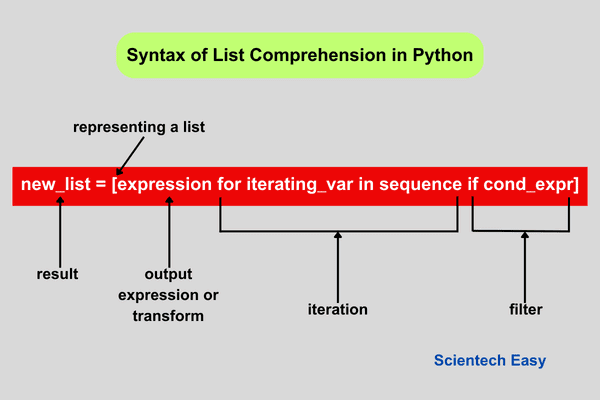 Syntax of List Comprehension in Python
representing a list
new_list = [expression for iterating_var in sequence if cond_expr]
result
output
expression or
transform
iteration
filter
Scientech Easy